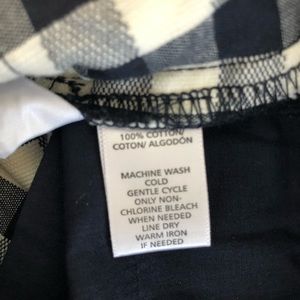 100% COTTON/
COTON/ ALGODÓN
MACHINE WASH
COLD
GENTLE CYCLE
ONLY NON-
CHLORINE BLEACH
WHEN NEEDED
LINE DRY
WARM IRON
IF NEEDED